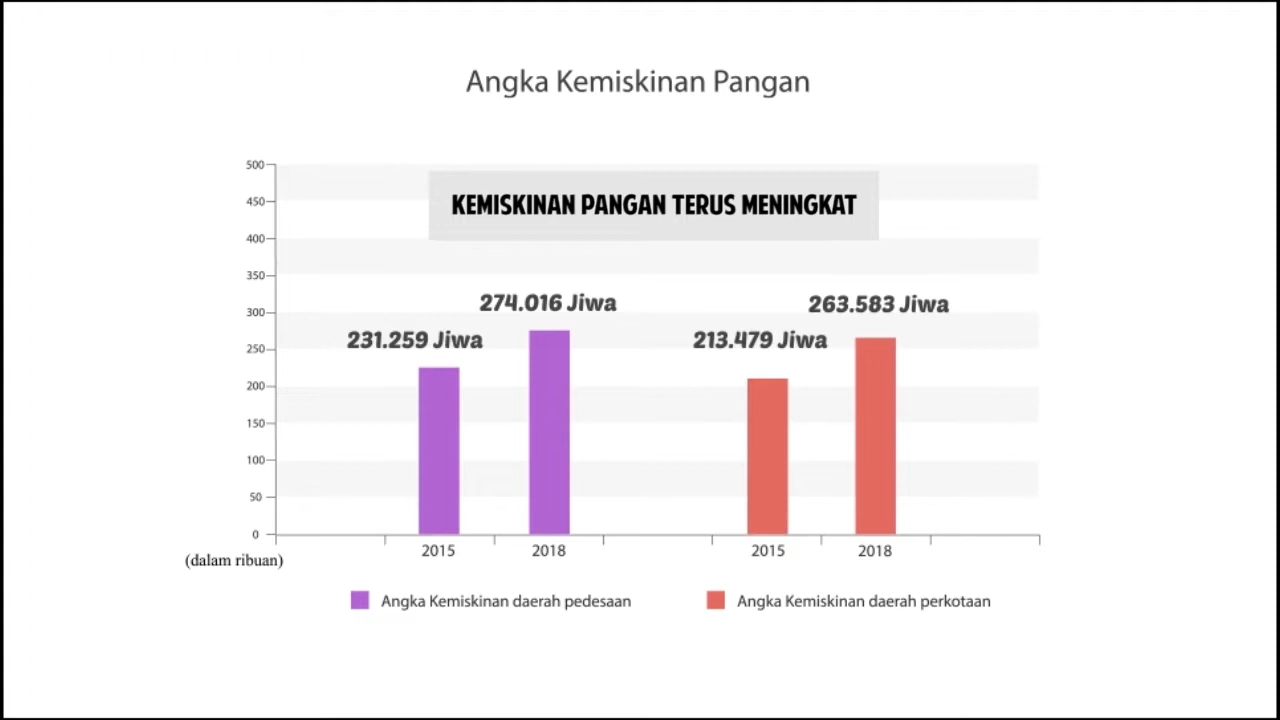 Angka Kemiskinan Pangan
500
450
400
350
300
250
200
150
100
50
0
(dalam ribuan)
KEMISKINAN PANGAN TERUS MENINGKAT
231.259 Jiwa
274.016 Jiwa
213.479 Jiwa
263.583 Jiwa
2015
2018
2015
2018
Angka Kemiskinan daerah pedesaan
Angka Kemiskinan daerah perkotaan